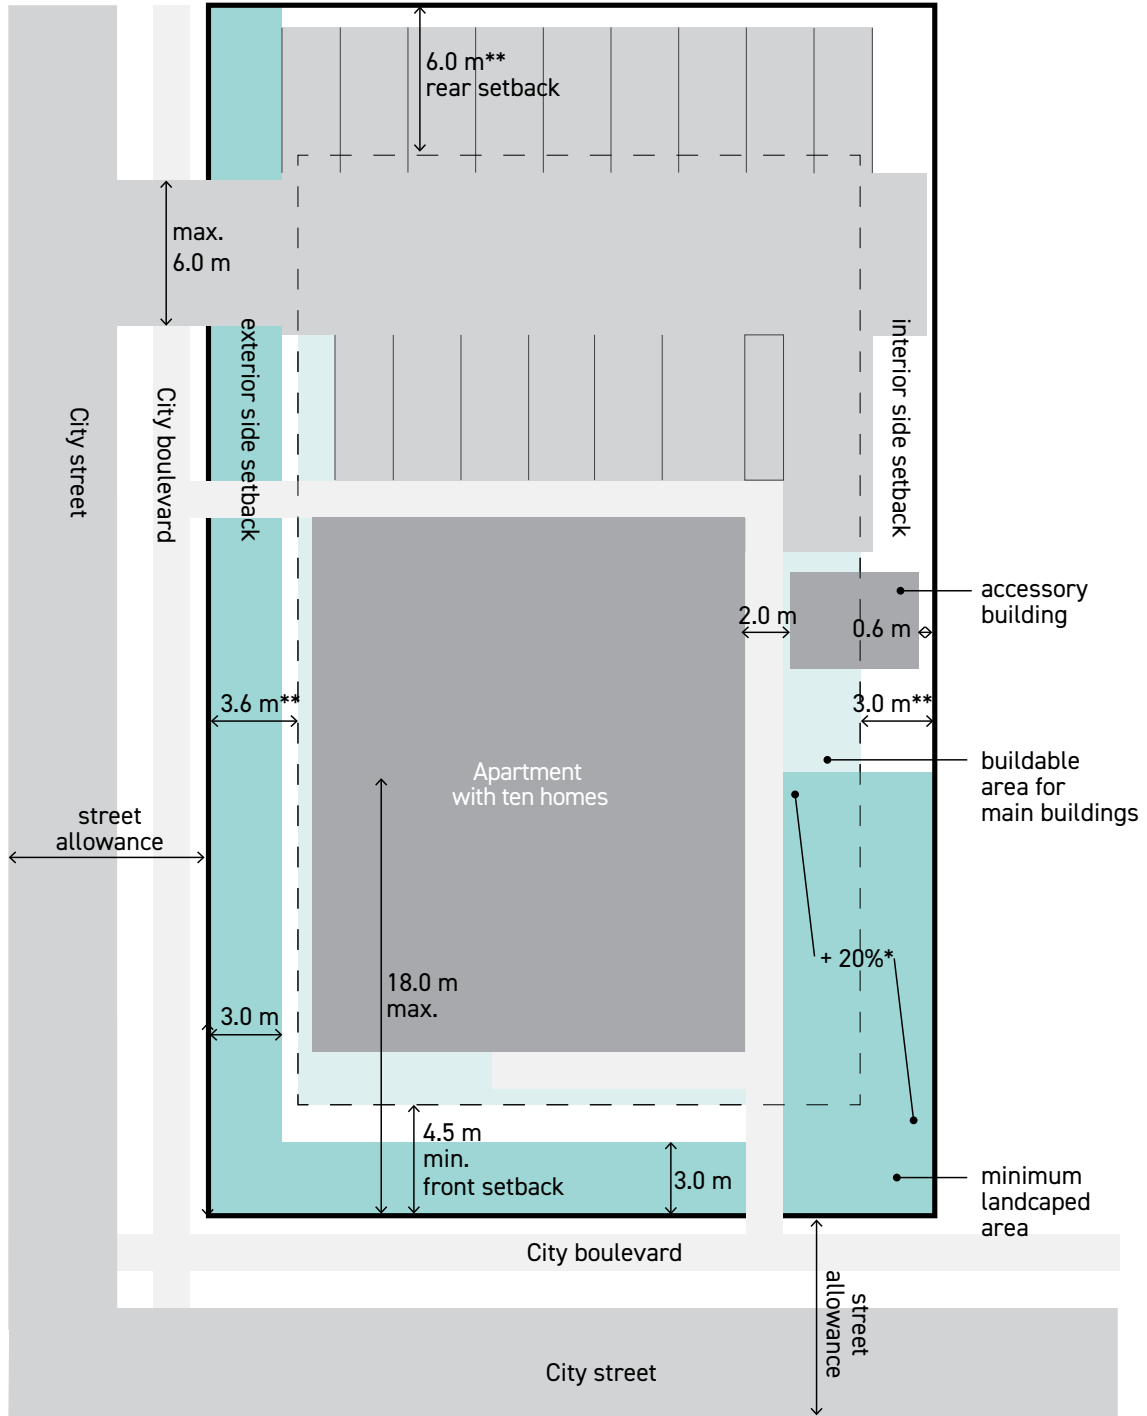 6.0 m**
rear setback
max.
6.0 m
exterior side setback
interior side setback
City street
City boulevard
accessory
building
2.0 m
0.6 m
3.6 m**
3.0 m**
Apartment
with ten homes
buildable
area for
main buildings
street
allowance
+ 20%*
18.0 m
max.
3.0 m
4.5 m
min.
front setback
3.0 m
minimum
landcaped
area
City boulevard
street
allowance
City street